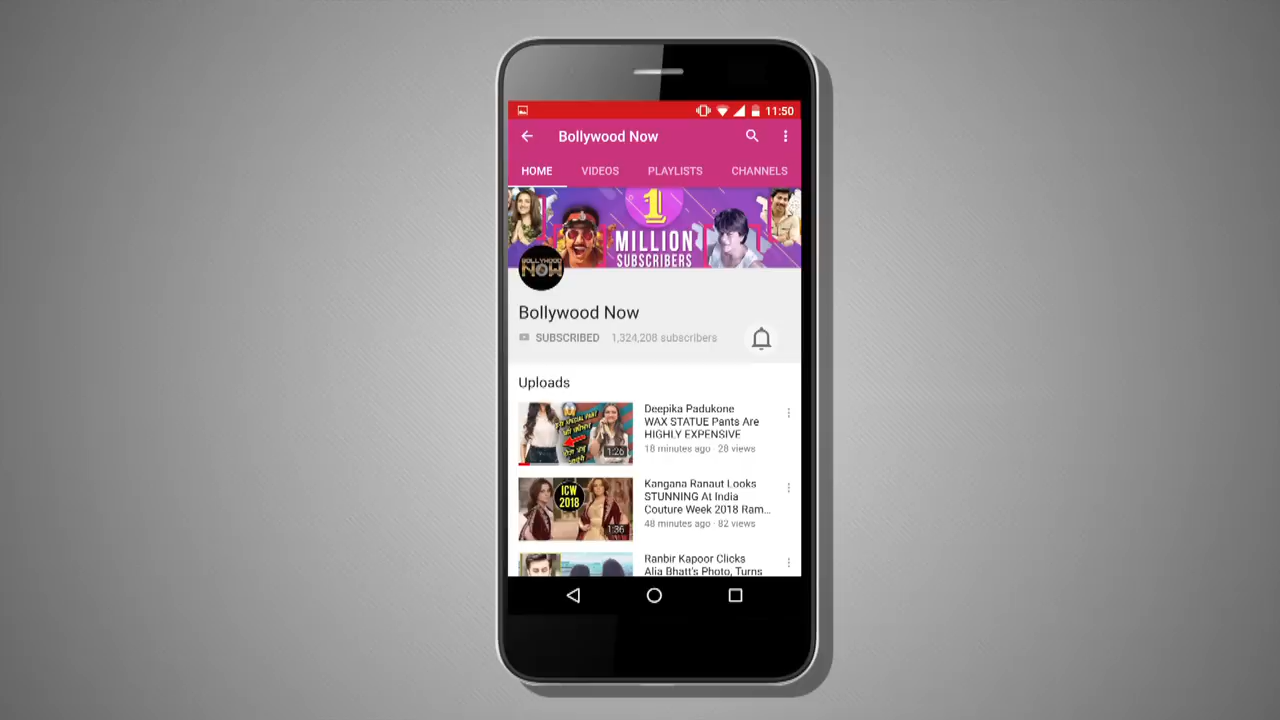 11:50
Bollywood Now
HOME VIDEOS PLAYLISTS CHANNELS
1
MILLION
SUBSCRIBERS
BOLLYWOOD
NOW
Bollywood Now
SUBSCRIBED 1,324,208 subscribers
Uploads
Deepika Padukone
WAX STATUE Pants Are
HIGHLY EXPENSIVE
18 minutes ago · 28 views
1:26
Kangana Ranaut Looks
STUNNING At India
Couture Week 2018 Ram...
48 minutes ago · 82 views
ICW
2018
1:36
Ranbir Kapoor Clicks
Alia Bhatt's Photo, Turns